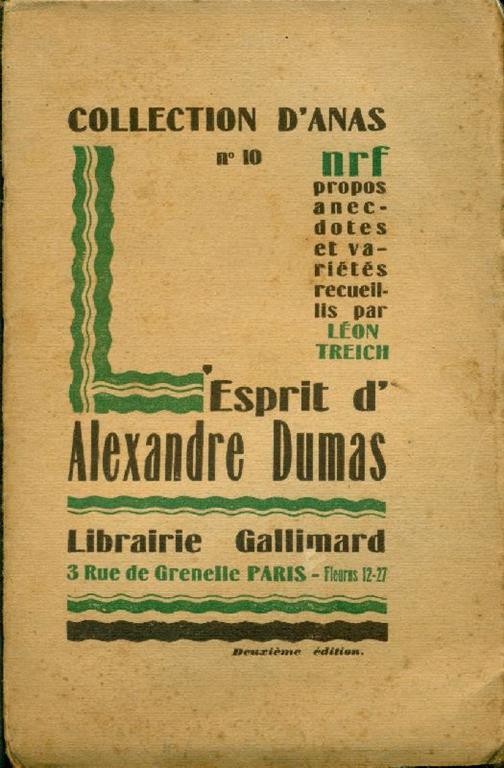 COLLECTION D'ANAS
nº 10
nrf
propos
anec-
dotes
et va-
riétés
recueil-
lis par
LÉON
TREICH
L'Esprit d'
Alexandre Dumas
Librairie Gallimard
3 Rue de Grenelle PARIS - Fleurus 12-27
Deuxième édition.